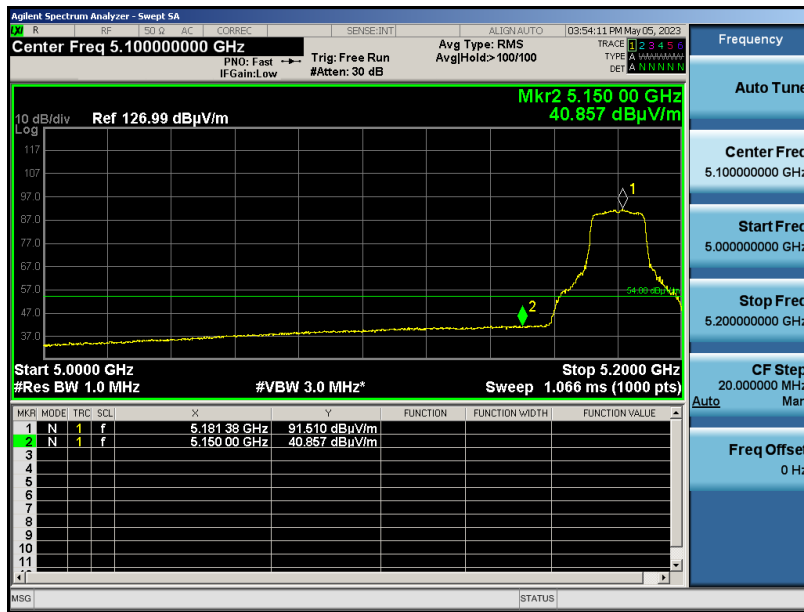 Agilent Spectrum Analyzer - Swept SA
LXI R RF 50 Ω AC CORREC SENSE:INT ALIGN AUTO 03:54:11 PM May 05, 2023
Center Freq 5.100000000 GHz
PNO: Fast
IFGain:Low
Trig: Free Run
#Atten: 30 dB
Avg Type: RMS
Avg|Hold:>100/100
TRACE 1 2 3 4 5 6
TYPE A WWWWW
DET A N N N N N
Frequency
Auto Tune
Center Freq
5.100000000 GHz
Start Freq
5.000000000 GHz
Stop Freq
5.200000000 GHz
CF Step
20.000000 MHz
Auto Man
Freq Offset
0 Hz
Mkr2 5.150 00 GHz
40.857 dBµV/m
10 dB/div Ref 126.99 dBµV/m
Log
117
107
97.0
87.0
77.0
67.0
57.0
47.0
37.0
1
2
54.00 dBµV/m
Start 5.0000 GHz Stop 5.2000 GHz
#Res BW 1.0 MHz #VBW 3.0 MHz* Sweep 1.066 ms (1000 pts)
MKR MODE TRC SCL X Y FUNCTION FUNCTION WIDTH FUNCTION VALUE
1 N 1 f 5.181 38 GHz 91.510 dBµV/m
2 N 1 f 5.150 00 GHz 40.857 dBµV/m
3
4
5
6
7
8
9
10
11
MSG STATUS